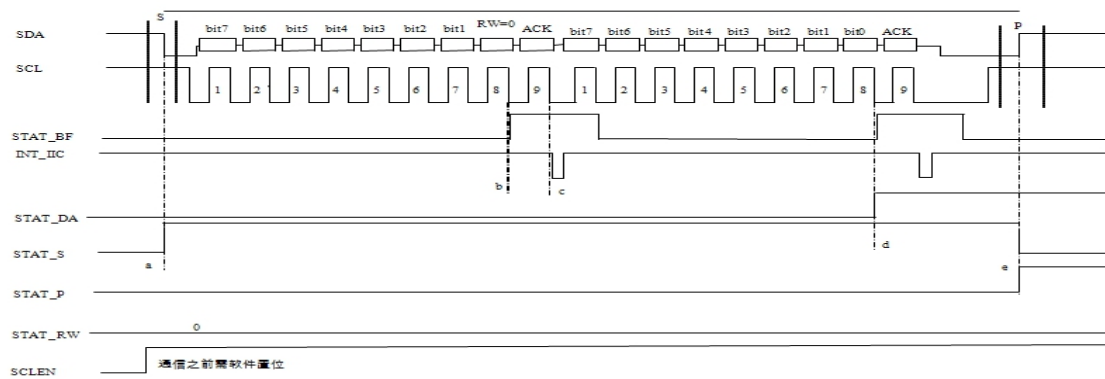 S P
bit7 bit6 bit5 bit4 bit3 bit2 bit1 RW=0 ACK bit7 bit6 bit5 bit4 bit3 bit2 bit1 bit0 ACK
SDA
SCL
1 2 3 4 5 6 7 8 9 1 2 3 4 5 6 7 8 9
STAT_BF
INT_IIC
b c
STAT_DA
d
STAT_S
a e
STAT_P
0
STAT_RW
通信之前需软件置位
SCLEN